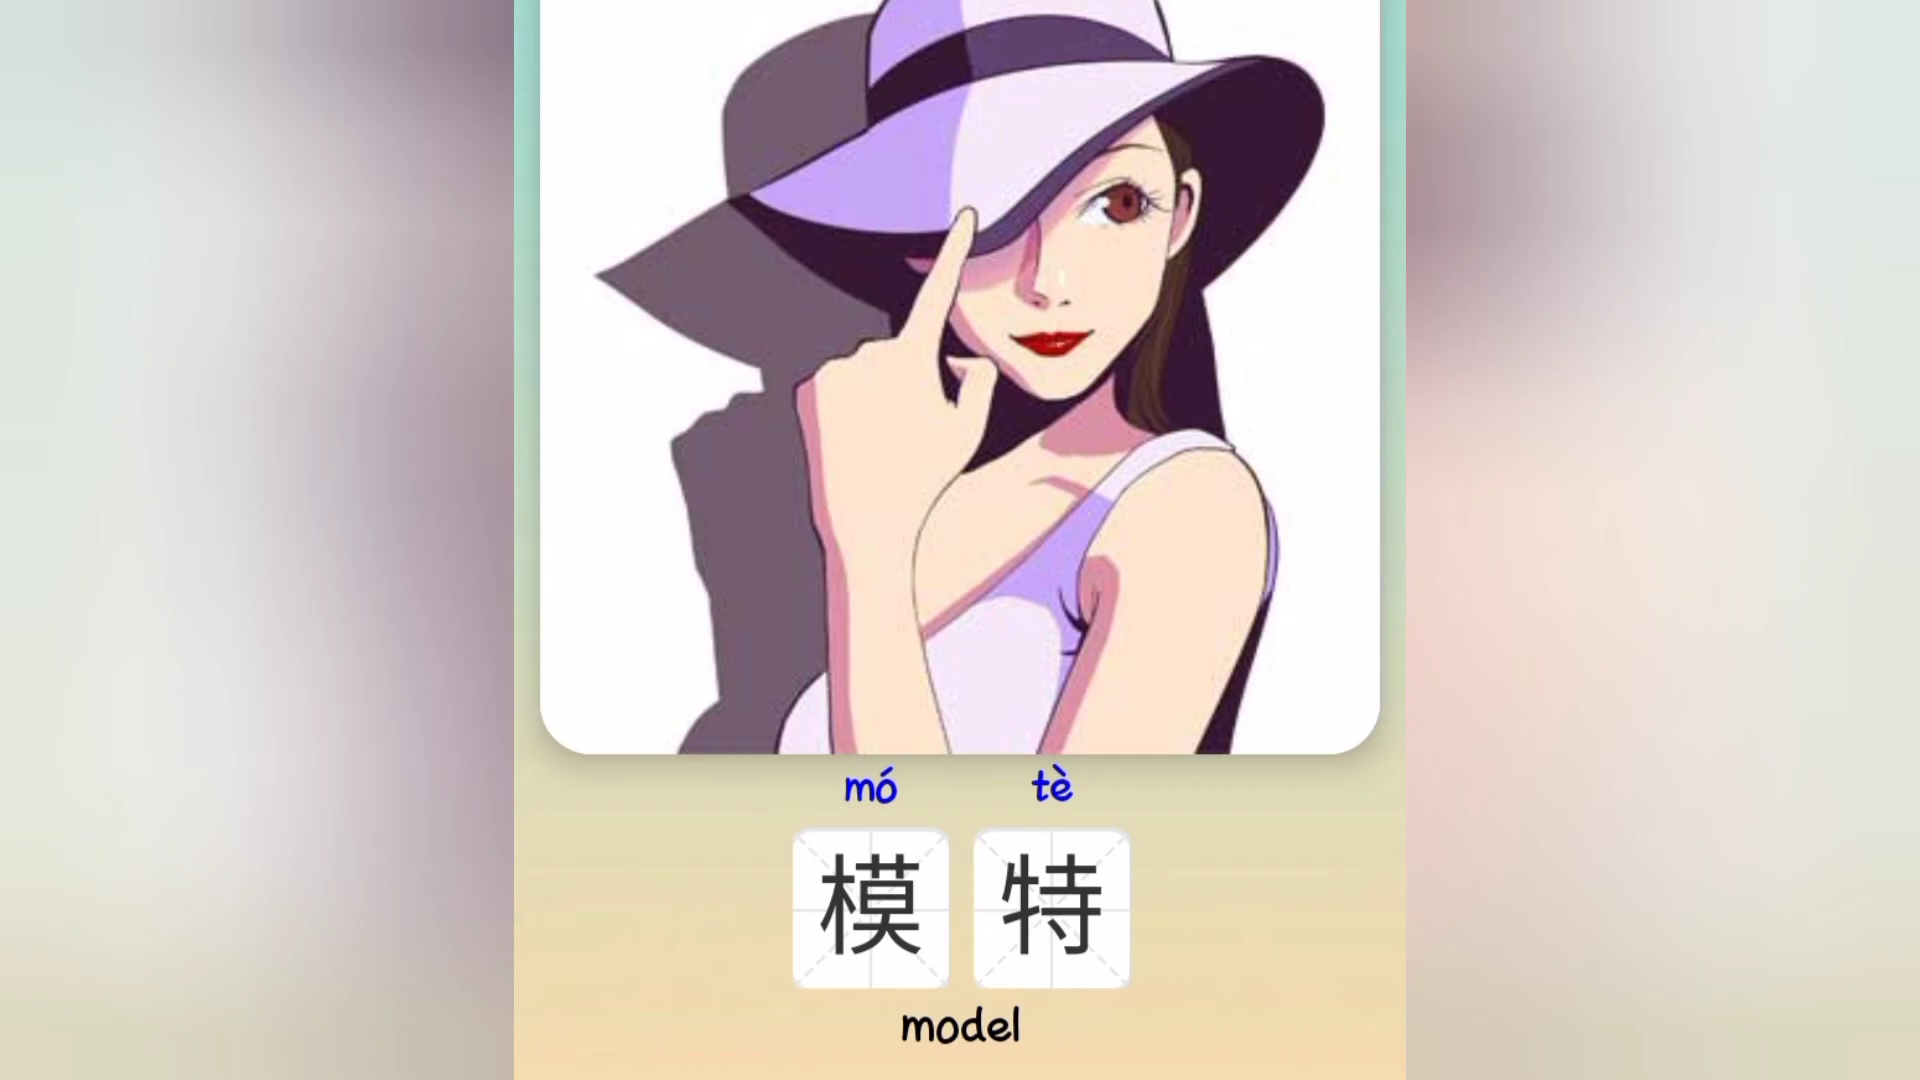 mó tè
模特
model